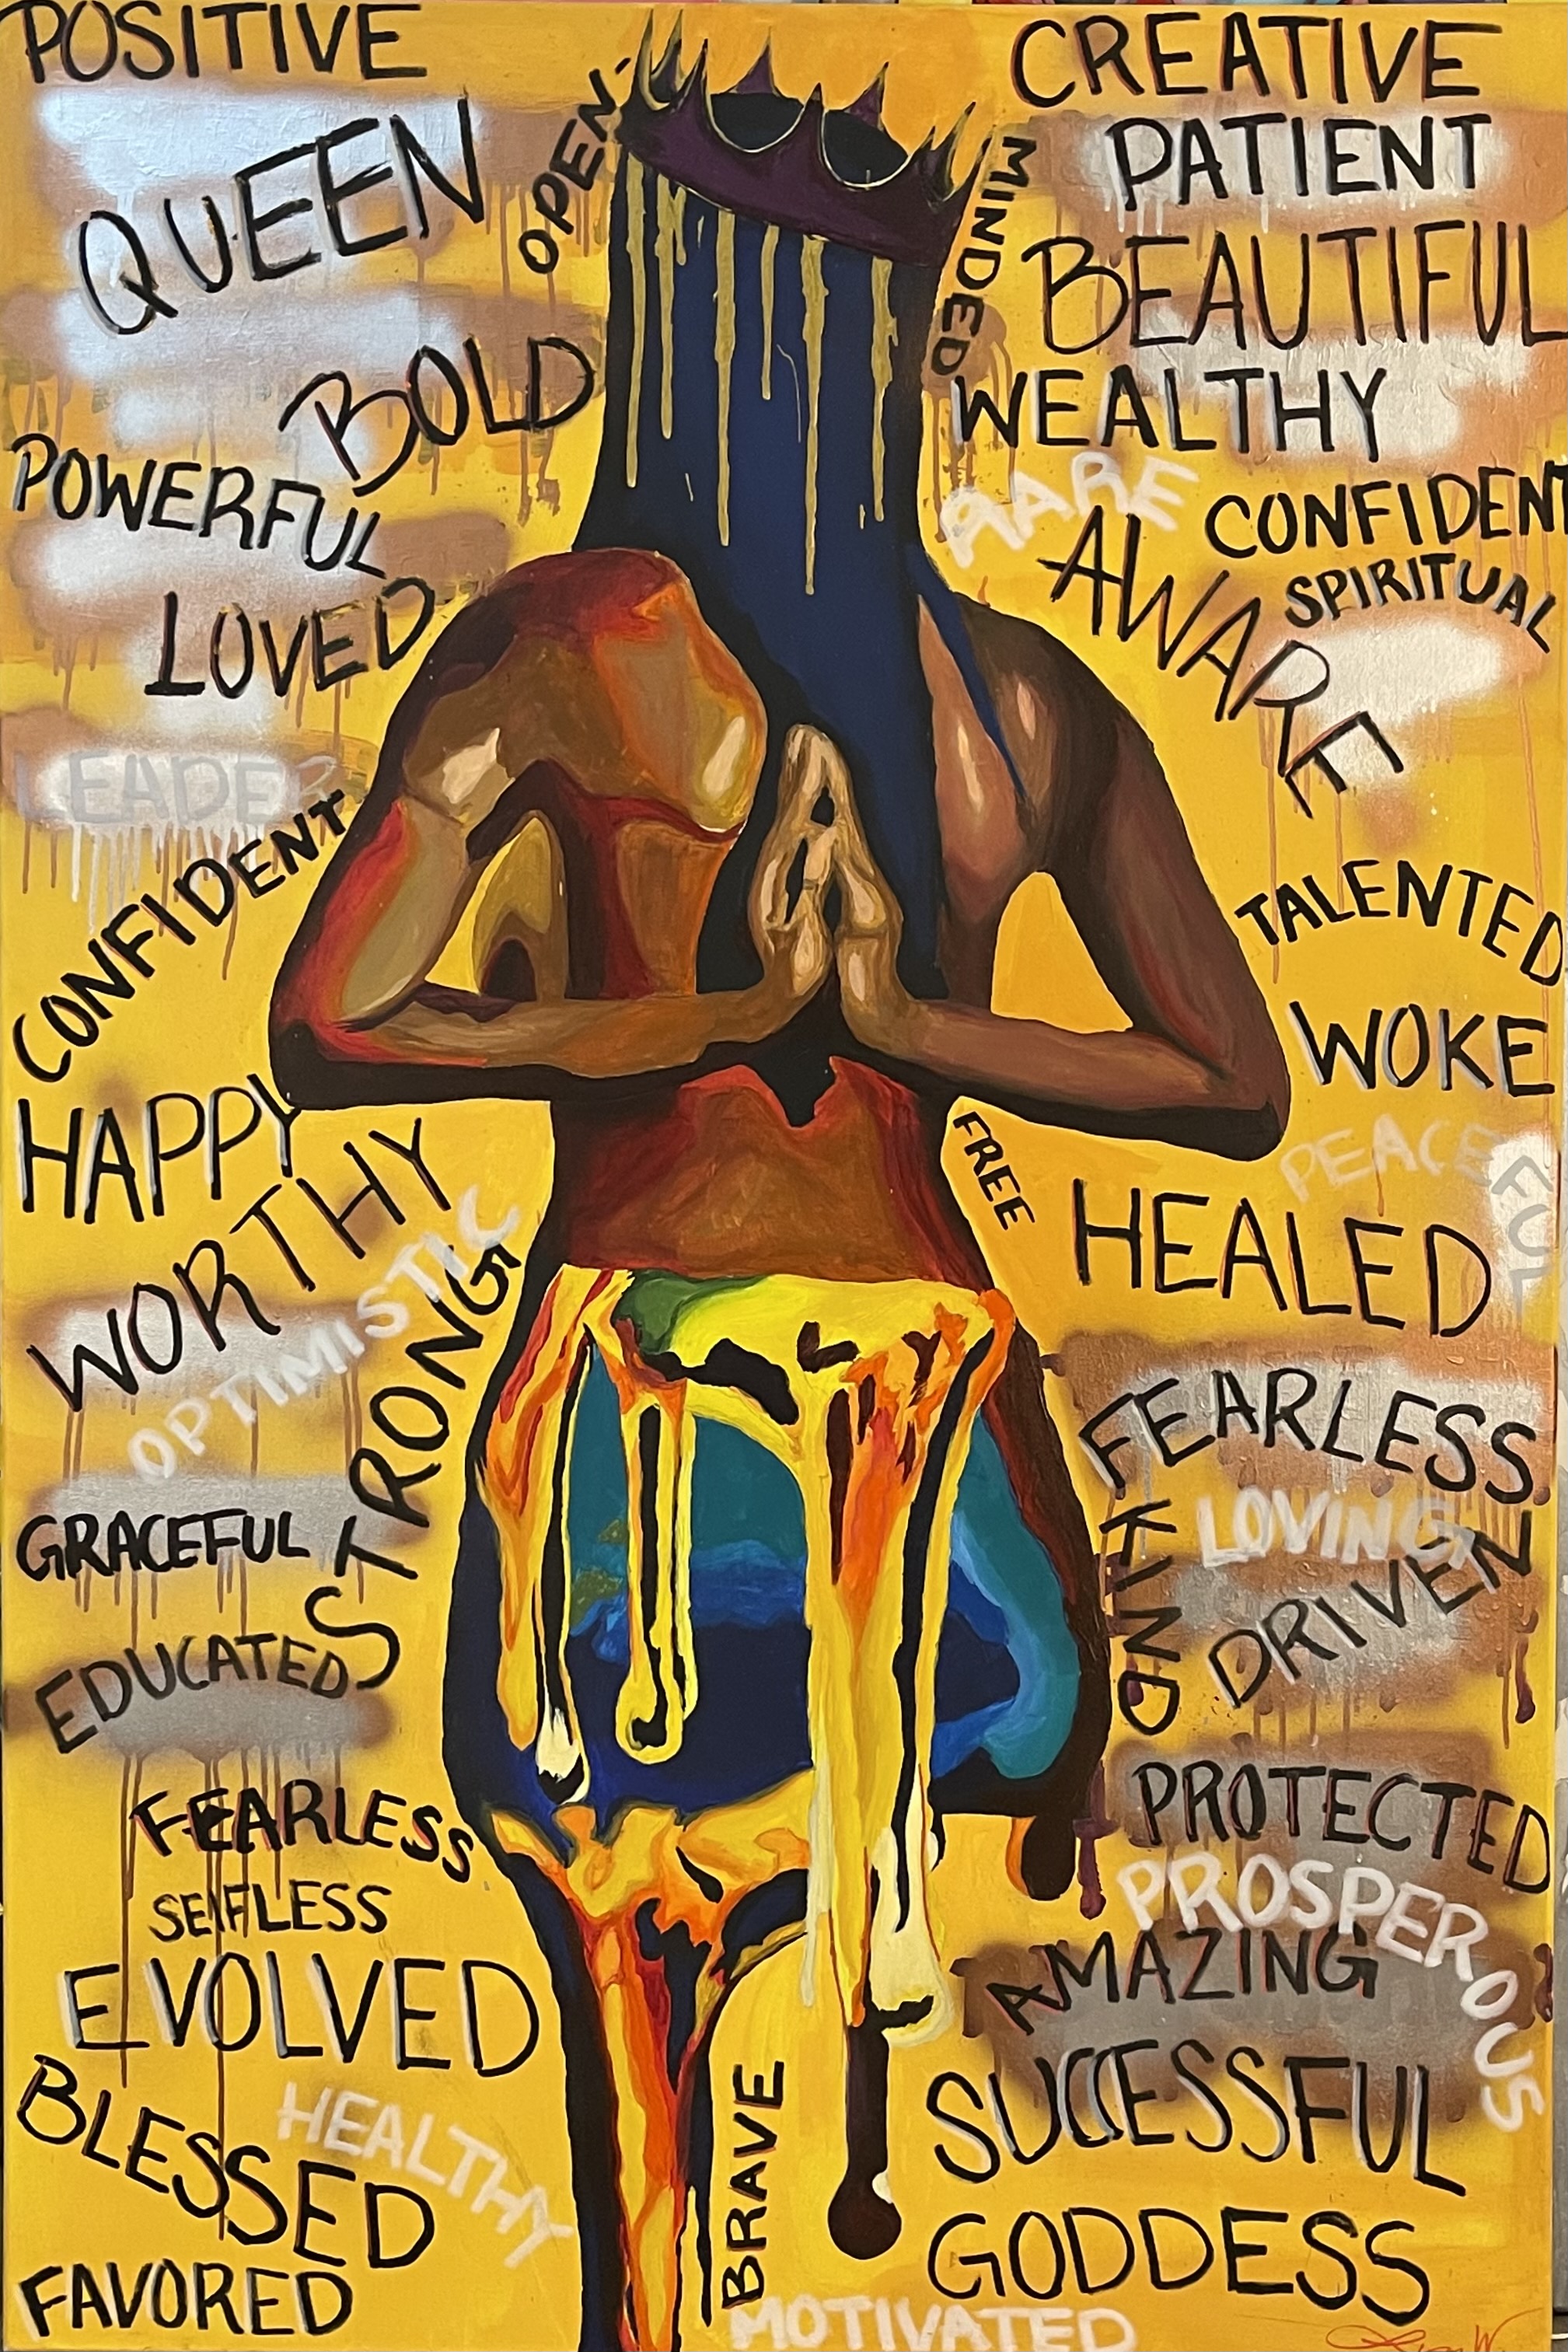 POSITIVE
QUEEN
OPEN-
MINDED
BOLD
POWERFUL
LOVED
LEADER
CONFIDENT
HAPPY
WORTHY
OPTIMISTIC
STRONG
GRACEFUL
EDUCATED
FEARLESS
SELFLESS
EVOLVED
BLESSED
HEALTHY
FAVORED
CREATIVE
PATIENT
BEAUTIFUL
WEALTHY
RARE
CONFIDENT
AWARE
SPIRITUAL
TALENTED
WOKE
PEACEFUL
FREE
HEALED
FEARLESS
LOVING
KIND
DRIVEN
PROTECTED
PROSPEROUS
AMAZING
SUCCESSFUL
BRAVE
GODDESS
MOTIVATED